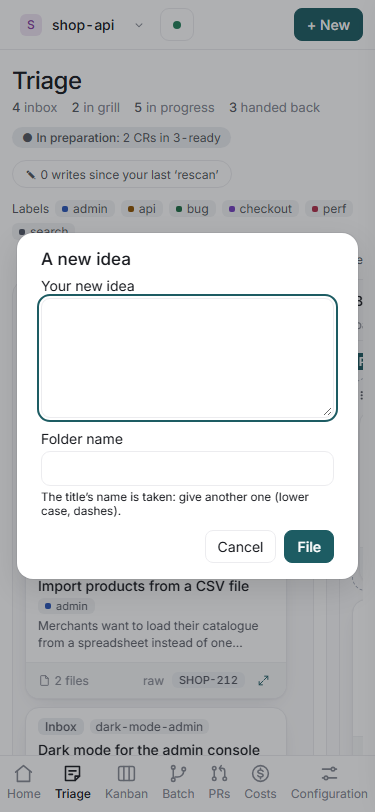 S shop-api
+ New
Triage
4 inbox 2 in grill 5 in progress 3 handed back
In preparation: 2 CRs in 3-ready
0 writes since your last ‘rescan’
Labels admin api bug checkout perf
search
A new idea
Your new idea
Folder name
The title’s name is taken: give another one (lower
case, dashes).
Cancel File
Import products from a CSV file
admin
Merchants want to load their catalogue
from a spreadsheet instead of one…
2 files raw SHOP-212
Inbox dark-mode-admin
Dark mode for the admin console
Home Triage Kanban Batch PRs Costs Configuration